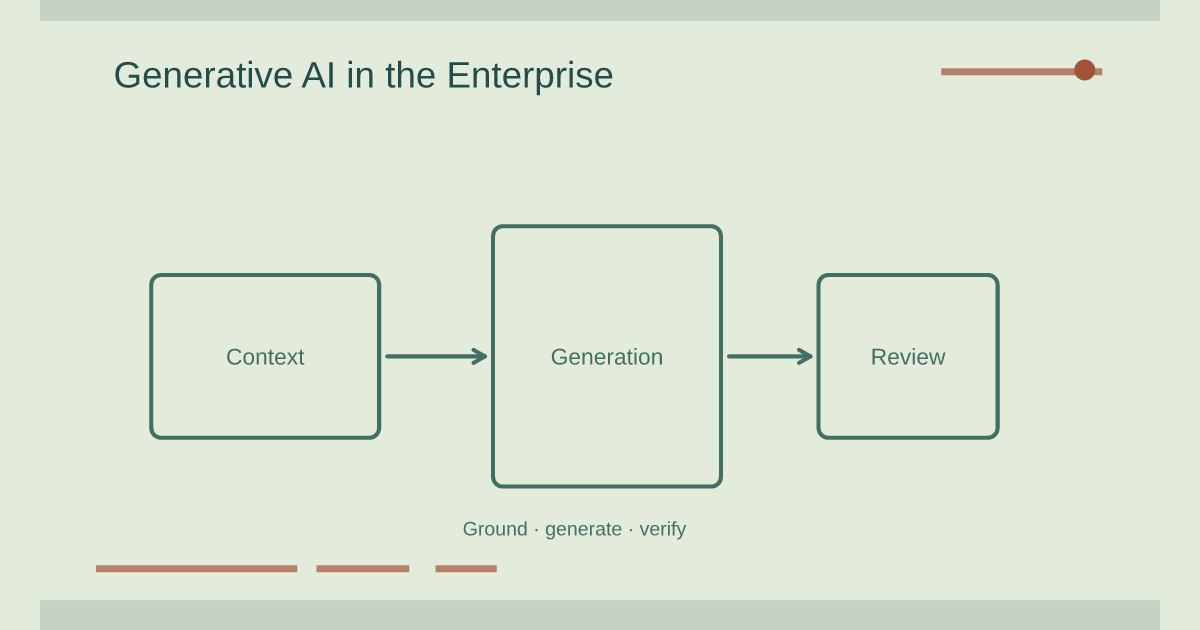 Generative AI in the Enterprise
Context
Generation
Review
Ground · generate · verify